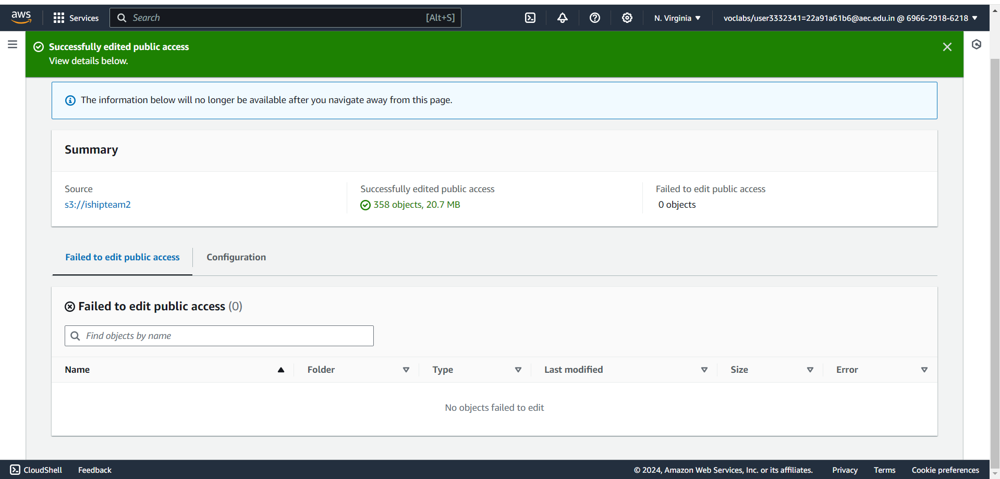 aws
Services
Search
[Alt+S]
N. Virginia
voclabs/user3332341=22a91a61b6@aec.edu.in @ 6966-2918-6218
Successfully edited public access
View details below.
The information below will no longer be available after you navigate away from this page.
Summary
Source
s3://ishipteam2
Successfully edited public access
358 objects, 20.7 MB
Failed to edit public access
0 objects
Failed to edit public access
Configuration
Failed to edit public access (0)
Find objects by name
Name
Folder
Type
Last modified
Size
Error
No objects failed to edit
CloudShell
Feedback
© 2024, Amazon Web Services, Inc. or its affiliates.
Privacy
Terms
Cookie preferences